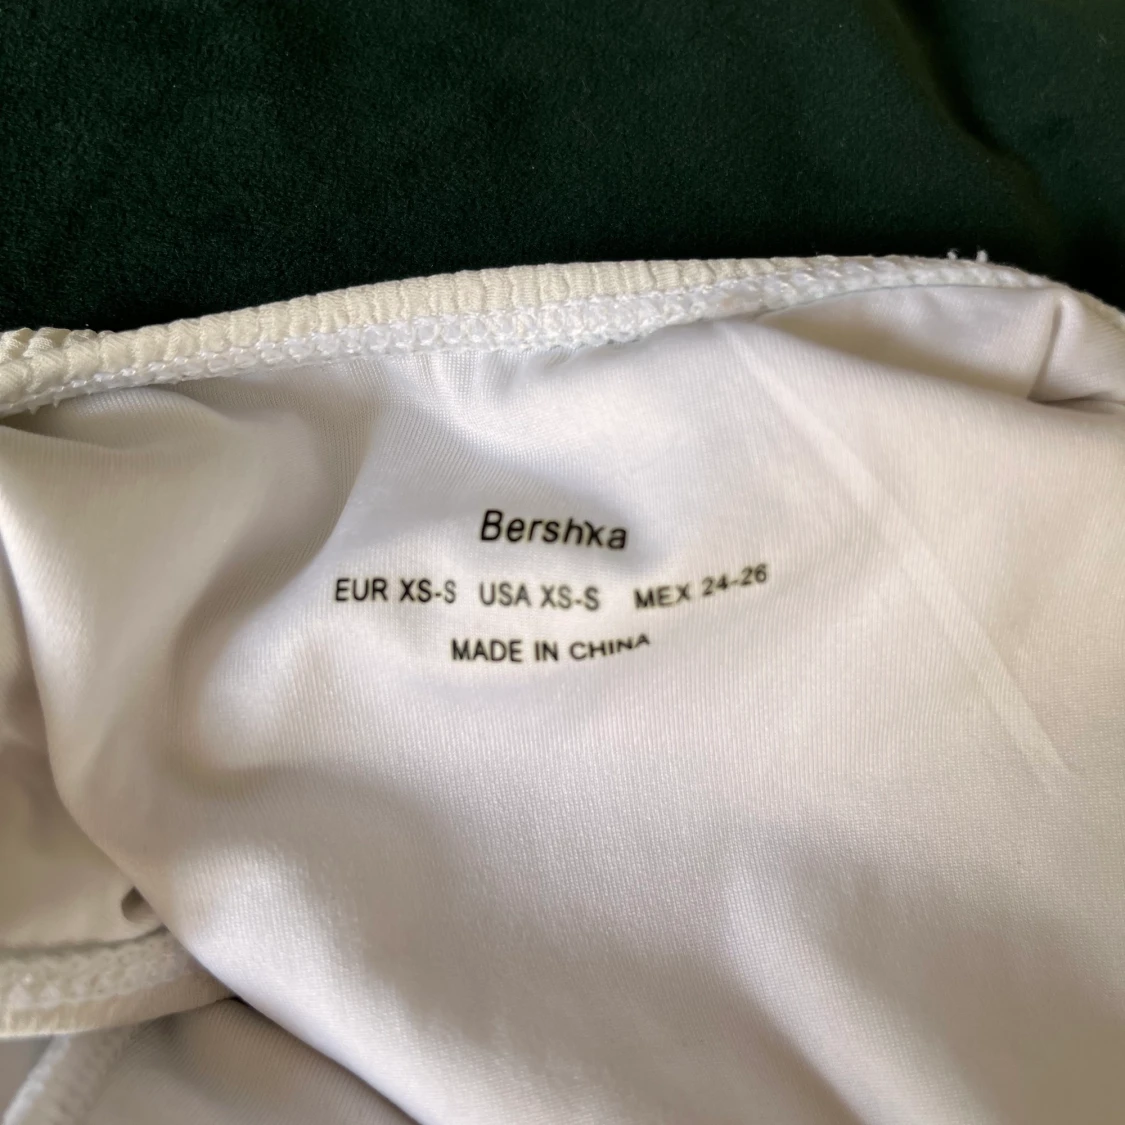 Bershka
EUR XS-S USA XS-S MEX 24-26
MADE IN CHINA